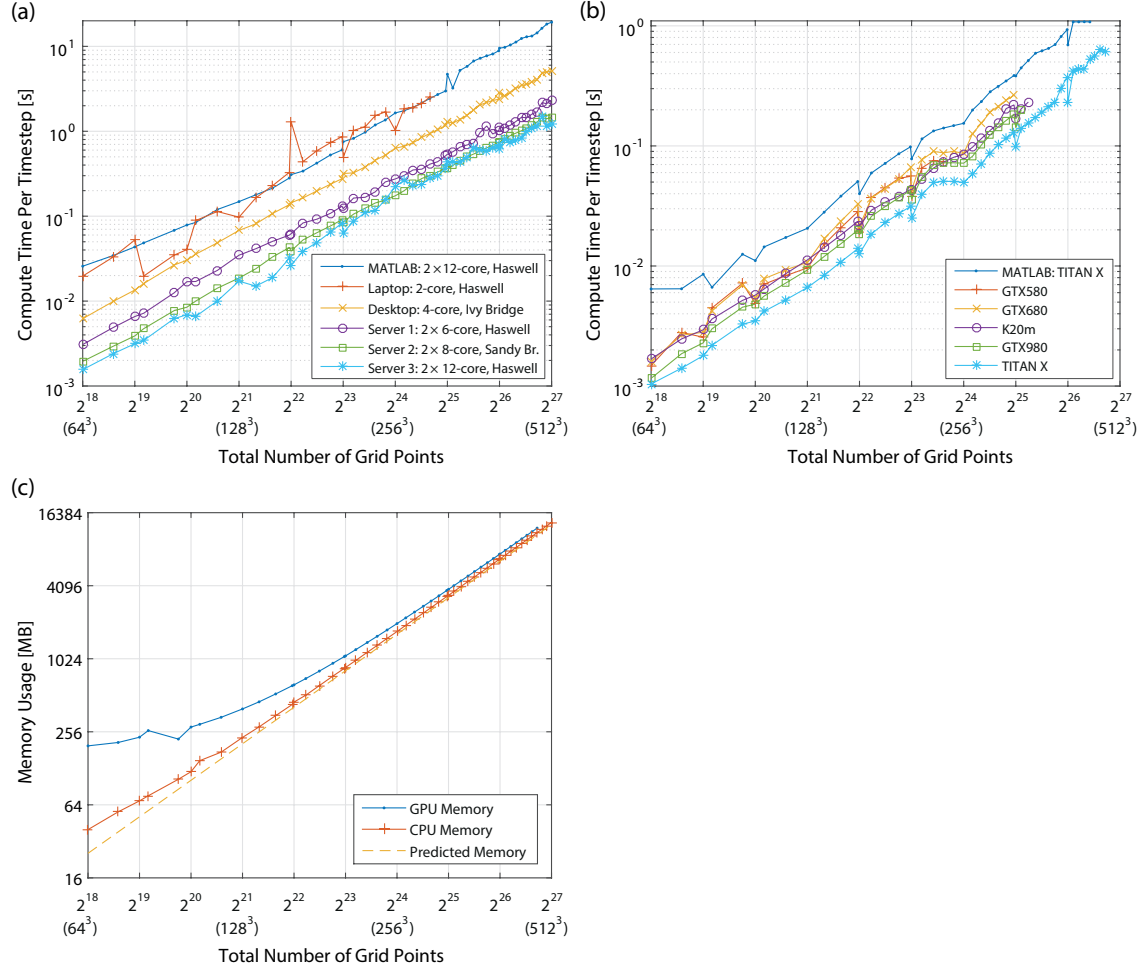 (a)
Compute Time Per Timestep [s]
10^1
10^0
10^-1
10^-2
10^-3
MATLAB: 2×12-core, Haswell
Laptop: 2-core, Haswell
Desktop: 4-core, Ivy Bridge
Server 1: 2×6-core, Haswell
Server 2: 2×8-core, Sandy Br.
Server 3: 2×12-core, Haswell
2^18 2^19 2^20 2^21 2^22 2^23 2^24 2^25 2^26 2^27
(64^3) (128^3) (256^3) (512^3)
Total Number of Grid Points
(b)
Compute Time Per Timestep [s]
10^0
10^-1
10^-2
10^-3
MATLAB: TITAN X
GTX580
GTX680
K20m
GTX980
TITAN X
2^18 2^19 2^20 2^21 2^22 2^23 2^24 2^25 2^26 2^27
(64^3) (128^3) (256^3) (512^3)
Total Number of Grid Points
(c)
Memory Usage [MB]
16384
4096
1024
256
64
16
GPU Memory
CPU Memory
Predicted Memory
2^18 2^19 2^20 2^21 2^22 2^23 2^24 2^25 2^26 2^27
(64^3) (128^3) (256^3) (512^3)
Total Number of Grid Points